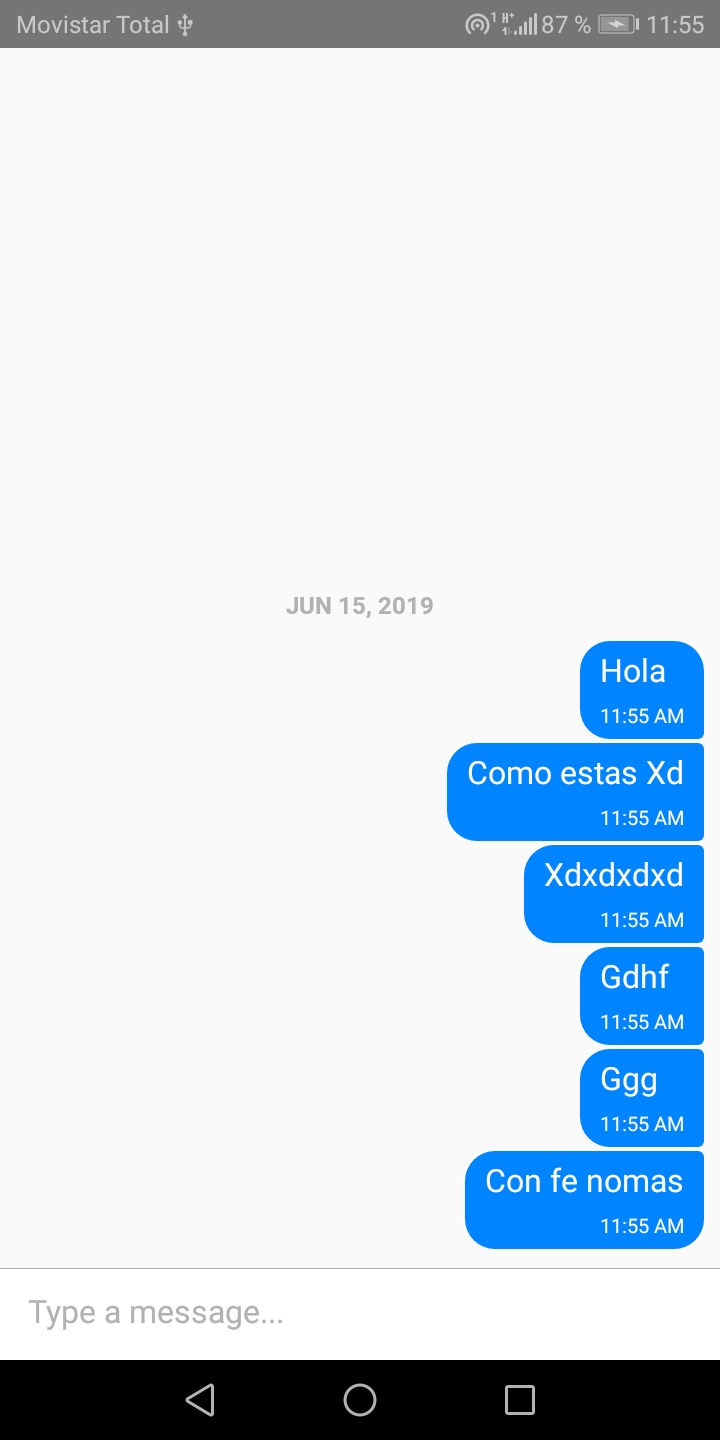 Movistar Total 1 H+ 87 % 11:55
JUN 15, 2019
Hola
11:55 AM
Como estas Xd
11:55 AM
Xdxdxdxd
11:55 AM
Gdhf
11:55 AM
Ggg
11:55 AM
Con fe nomas
11:55 AM
Type a message...